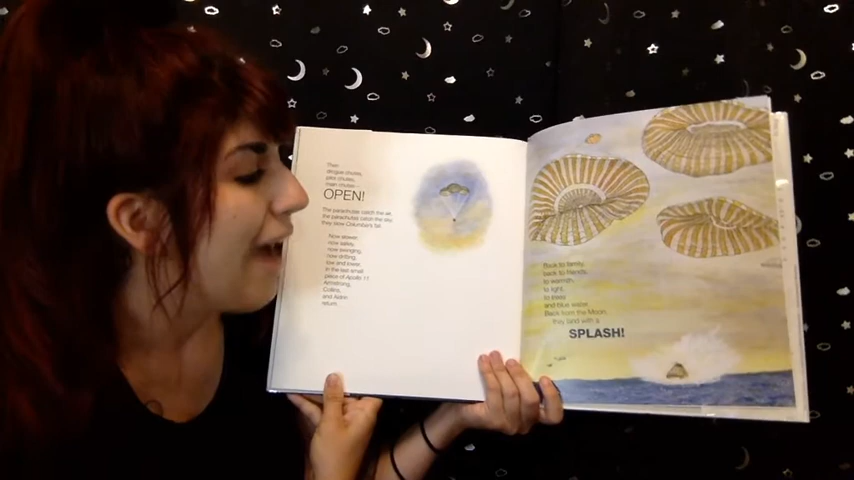 Then
drogue chutes,
pilot chutes,
main chutes –
OPEN!
The parachutes catch the air,
the parachutes catch the sky,
they slow Columbia's fall.
Now slower,
now safely,
now swinging,
now drifting,
low and lower,
in the last small
piece of Apollo 11
Armstrong,
Collins,
and Aldrin
return.
Back to family,
back to friends,
to warmth,
to light,
to trees
and blue water.
Back from the Moon,
they land with a
SPLASH!